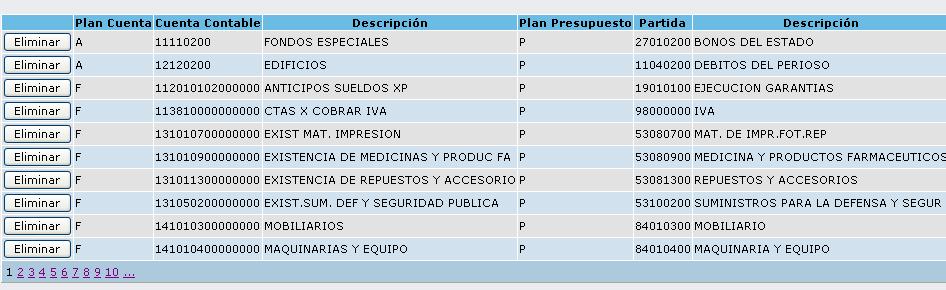 Plan Cuenta Cuenta Contable Descripción Plan Presupuesto Partida Descripción
Eliminar A 11110200 FONDOS ESPECIALES P 27010200 BONOS DEL ESTADO
Eliminar A 12120200 EDIFICIOS P 11040200 DEBITOS DEL PERIOSO
Eliminar F 112010102000000 ANTICIPOS SUELDOS XP P 19010100 EJECUCION GARANTIAS
Eliminar F 113810000000000 CTAS X COBRAR IVA P 98000000 IVA
Eliminar F 131010700000000 EXIST MAT. IMPRESION P 53080700 MAT. DE IMPR.FOT.REP
Eliminar F 131010900000000 EXISTENCIA DE MEDICINAS Y PRODUC FA P 53080900 MEDICINA Y PRODUCTOS FARMACEUTICOS
Eliminar F 131011300000000 EXISTENCIA DE REPUESTOS Y ACCESORIO P 53081300 REPUESTOS Y ACCESORIOS
Eliminar F 131050200000000 EXIST.SUM. DEF Y SEGURIDAD PUBLICA P 53100200 SUMINISTROS PARA LA DEFENSA Y SEGUR
Eliminar F 141010300000000 MOBILIARIOS P 84010300 MOBILIARIO
Eliminar F 141010400000000 MAQUINARIAS Y EQUIPO P 84010400 MAQUINARIA Y EQUIPO
1 2 3 4 5 6 7 8 9 10 ...